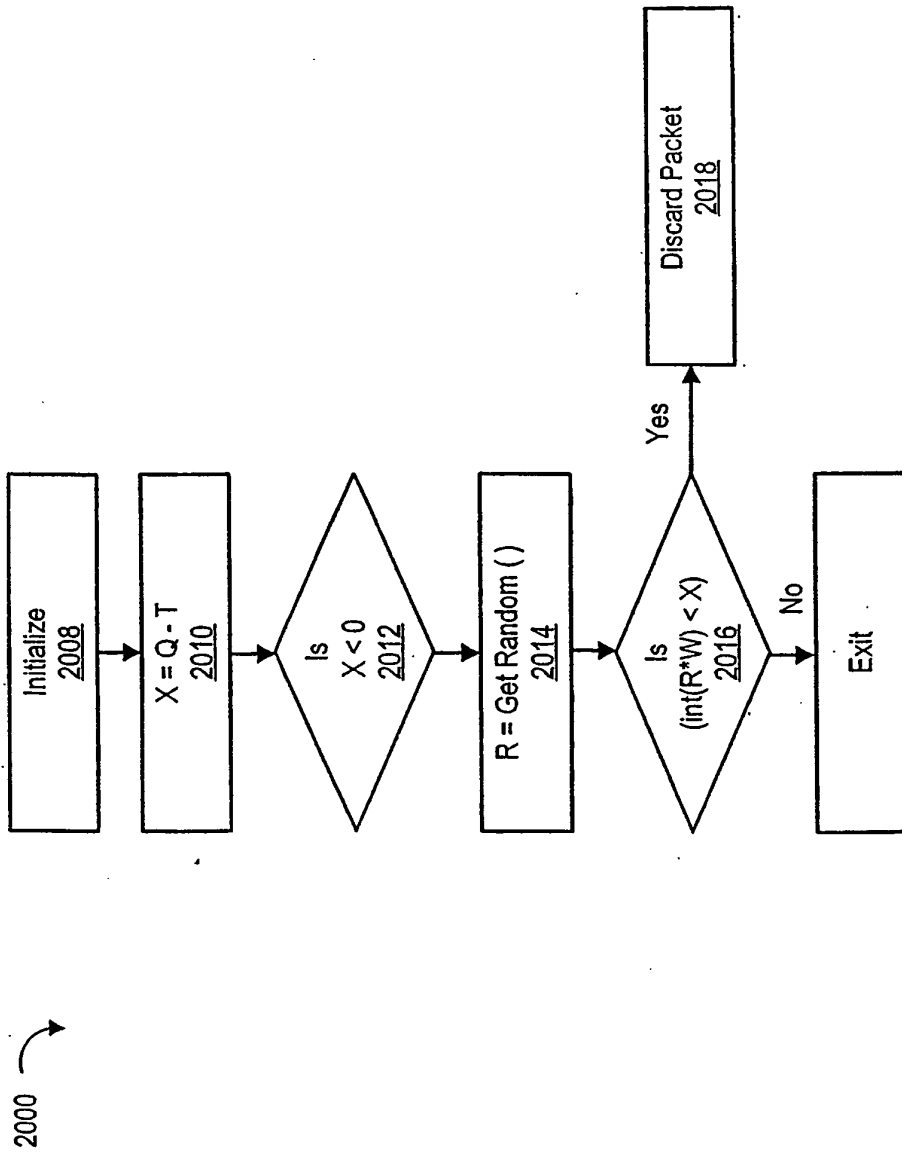 2000
Initialize
2008
X = Q - T
2010
Is
X < 0
2012
R = Get Random ( )
2014
Is
(int(R*W) < X)
2016
Yes
Discard Packet
2018
No
Exit